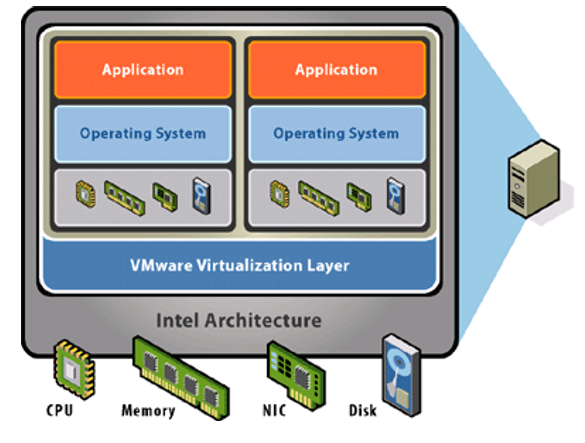 Application
Application
Operating System
Operating System
VMware Virtualization Layer
Intel Architecture
CPU
Memory
NIC
Disk